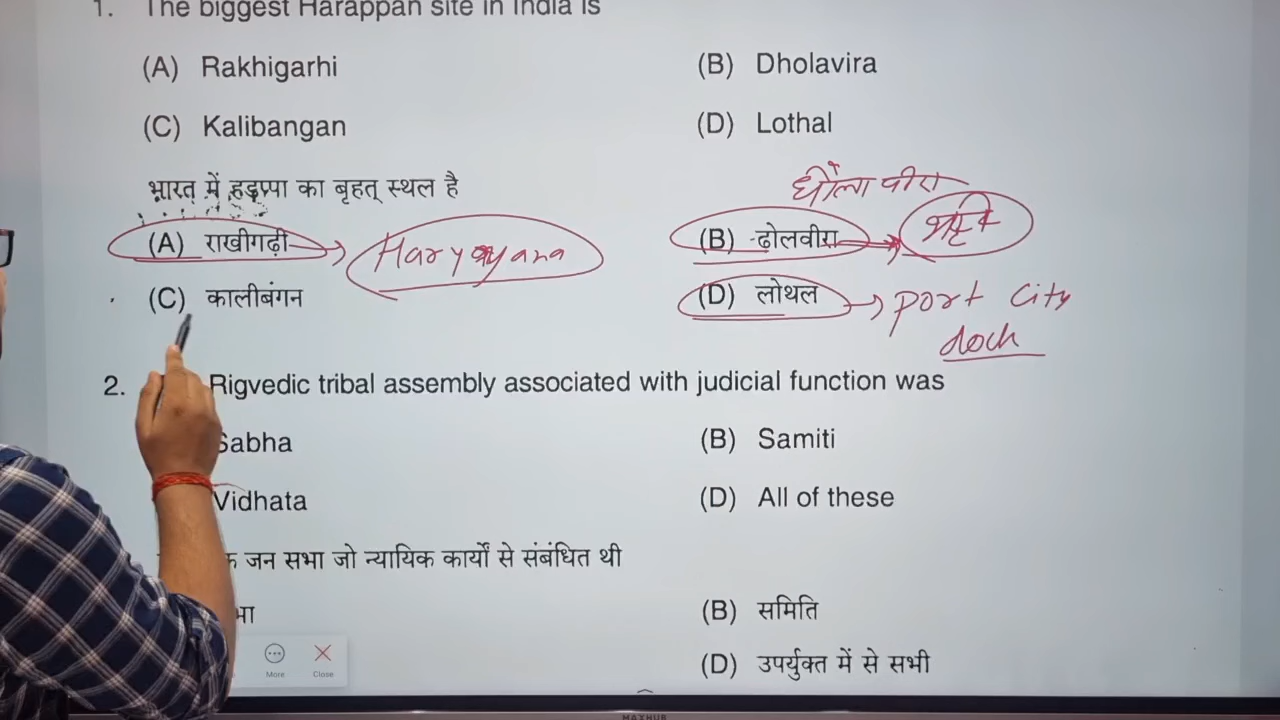 1. The biggest Harappan site in India is
(A) Rakhigarhi (B) Dholavira
(C) Kalibangan (D) Lothal
भारत में हड़प्पा का बृहत् स्थल है
धौलावीरा
(A) राखीगढ़ी Haryana (B) ढोलवीरा
(C) कालीबंगन (D) लोथल port City
dock
2. Rigvedic tribal assembly associated with judicial function was
Sabha (B) Samiti
Vidhata (D) All of these
जन सभा जो न्यायिक कार्यों से संबंधित थी
(B) समिति
(D) उपर्युक्त में से सभी
More Close
MAXHUB